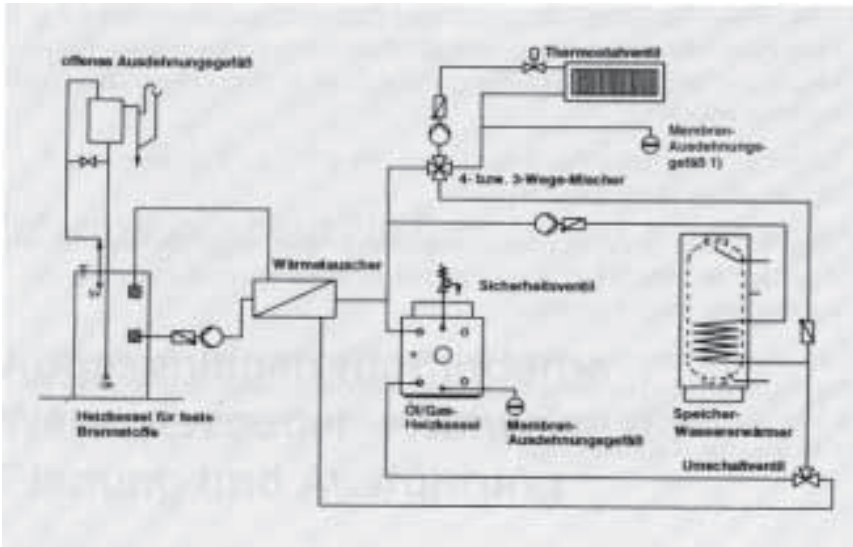 offenes Ausdehnungsgefäß
Thermostatventil
Membran-
Ausdehnungs-
gefäß 1)
4- bzw. 3-Wege-Mischer
Wärmetauscher
Sicherheitsventil
Heizkessel für feste
Brennstoffe
Öl/Gas-
Heizkessel
Membran-
Ausdehnungsgefäß
Speicher-
Wassererwärmer
Umschaltventil